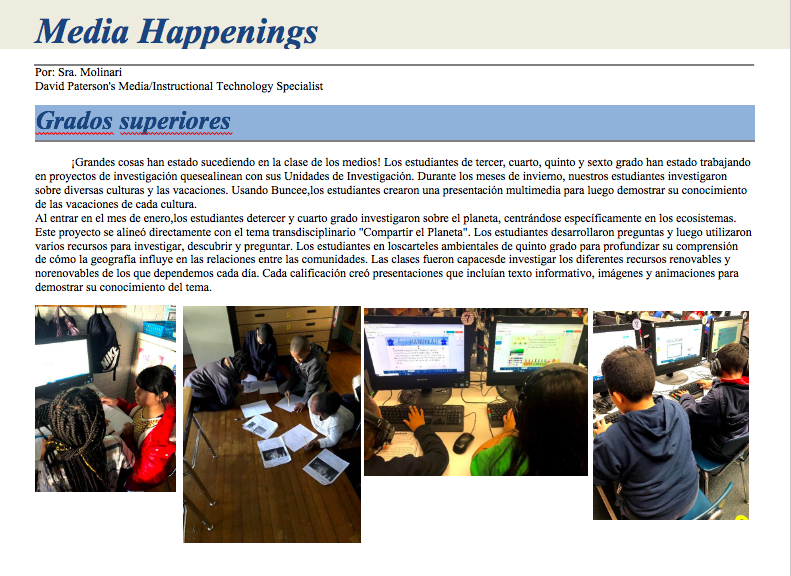 Media Happenings
Por: Sra. Molinari
David Paterson's Media/Instructional Technology Specialist
Grados superiores
¡Grandes cosas han estado sucediendo en la clase de los medios! Los estudiantes de tercer, cuarto, quinto y sexto grado han estado trabajando
en proyectos de investigación quesealinean con sus Unidades de Investigación. Durante los meses de invierno, nuestros estudiantes investigaron
sobre diversas culturas y las vacaciones. Usando Buncee,los estudiantes crearon una presentación multimedia para luego demostrar su conocimiento
de las vacaciones de cada cultura.
Al entrar en el mes de enero,los estudiantes detercer y cuarto grado investigaron sobre el planeta, centrándose específicamente en los ecosistemas.
Este proyecto se alineó directamente con el tema transdisciplinario "Compartir el Planeta". Los estudiantes desarrollaron preguntas y luego utilizaron
varios recursos para investigar, descubrir y preguntar. Los estudiantes en loscarteles ambientales de quinto grado para profundizar su comprensión
de cómo la geografía influye en las relaciones entre las comunidades. Las clases fueron capacesde investigar los diferentes recursos renovables y
norenovables de los que dependemos cada día. Cada calificación creó presentaciones que incluían texto informativo, imágenes y animaciones para
demostrar su conocimiento del tema.